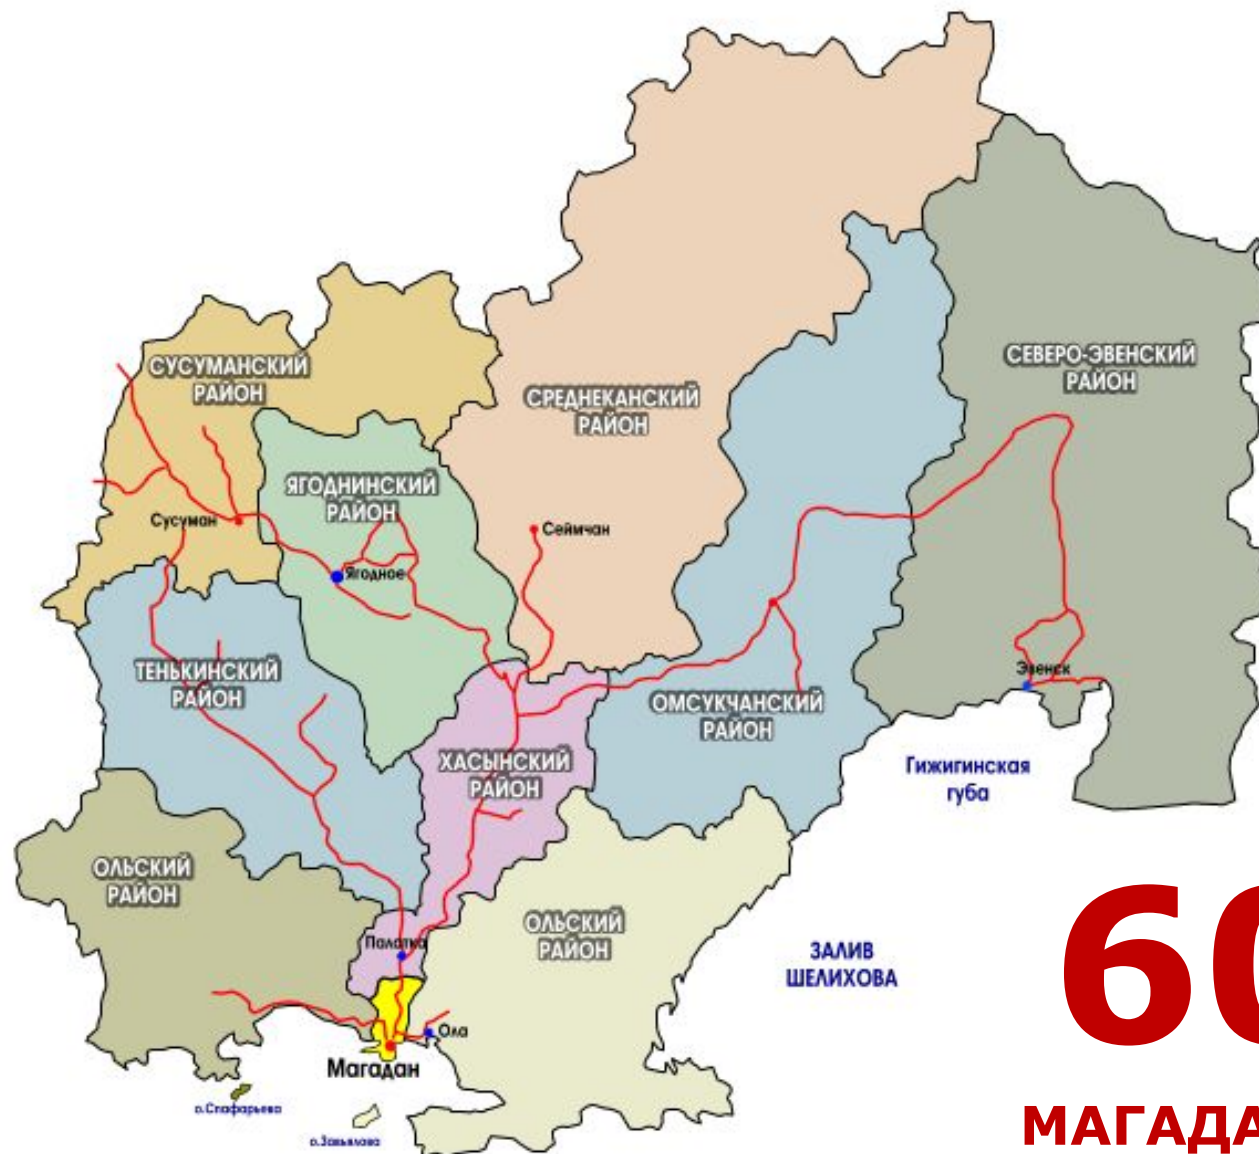 СУСУМАНСКИЙ
РАЙОН
СЕВЕРО-ЭВЕНСКИЙ
РАЙОН
СРЕДНЕКАНСКИЙ
РАЙОН
ЯГОДНИНСКИЙ
РАЙОН
Сусуман
Сеймчан
Ягодное
ТЕНЬКИНСКИЙ
РАЙОН
Эвенск
ОМСУКЧАНСКИЙ
РАЙОН
ХАСЫНСКИЙ
РАЙОН
Гижигинская
губа
ОЛЬСКИЙ
РАЙОН
ОЛЬСКИЙ
РАЙОН
Палатка
ЗАЛИВ
ШЕЛИХОВА
60
Ола
Магадан
о.Спафарьева
о.Завьялова
МАГАДА